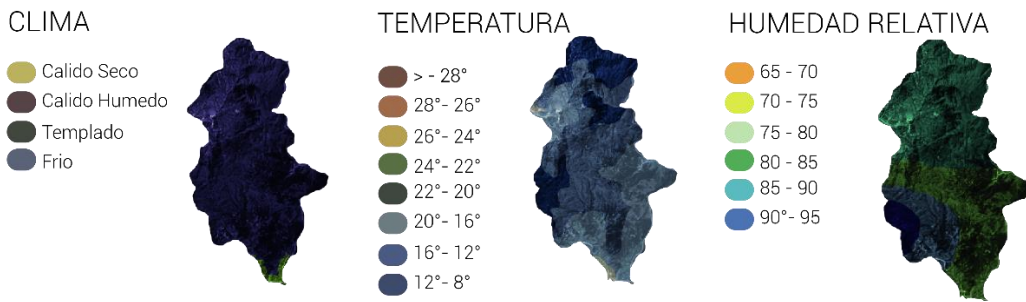 CLIMA
Calido Seco
Calido Humedo
Templado
Frio
TEMPERATURA
> - 28°
28° - 26°
26° - 24°
24°- 22°
22°- 20°
20°- 16°
16°- 12°
12°- 8°
HUMEDAD RELATIVA
65 - 70
70 - 75
75 - 80
80 - 85
85 - 90
90°- 95